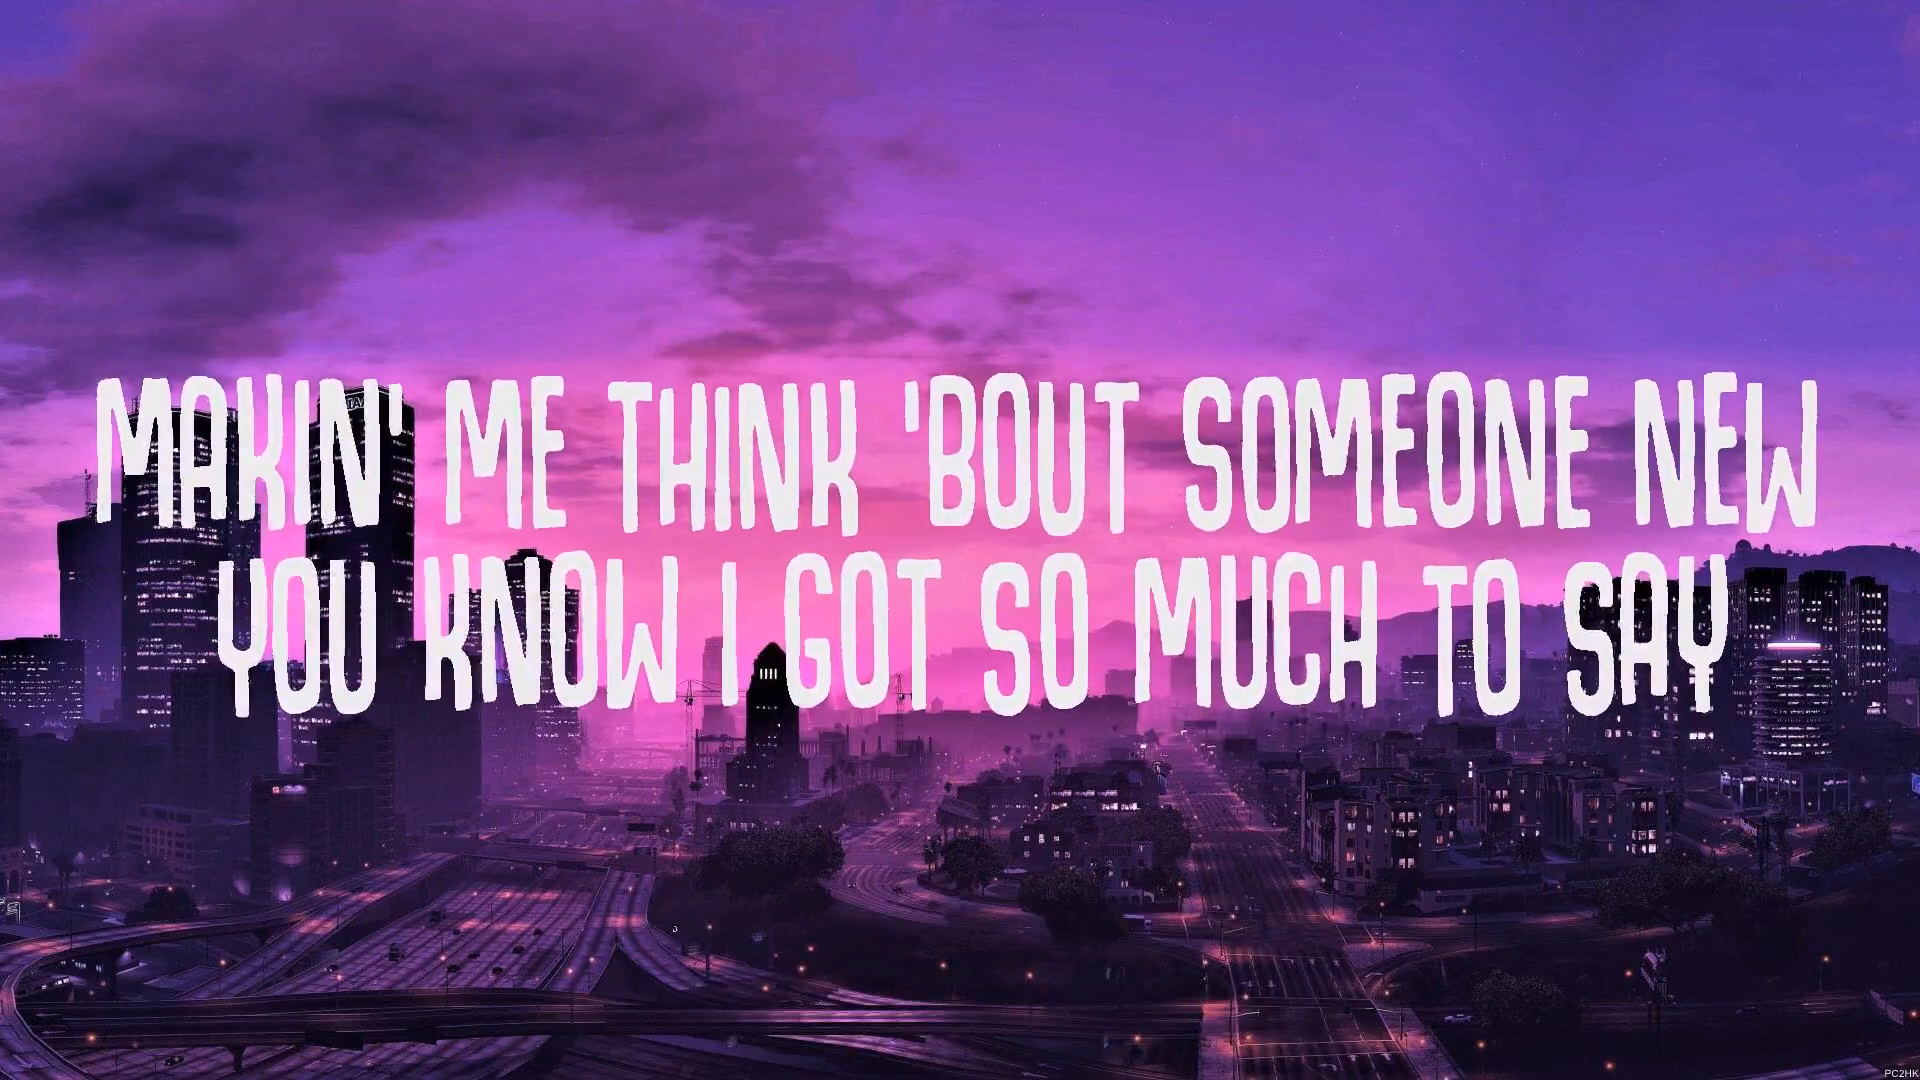 MAKIN' ME THINK 'BOUT SOMEONE NEW
YOU KNOW I GOT SO MUCH TO SAY
PC2HK